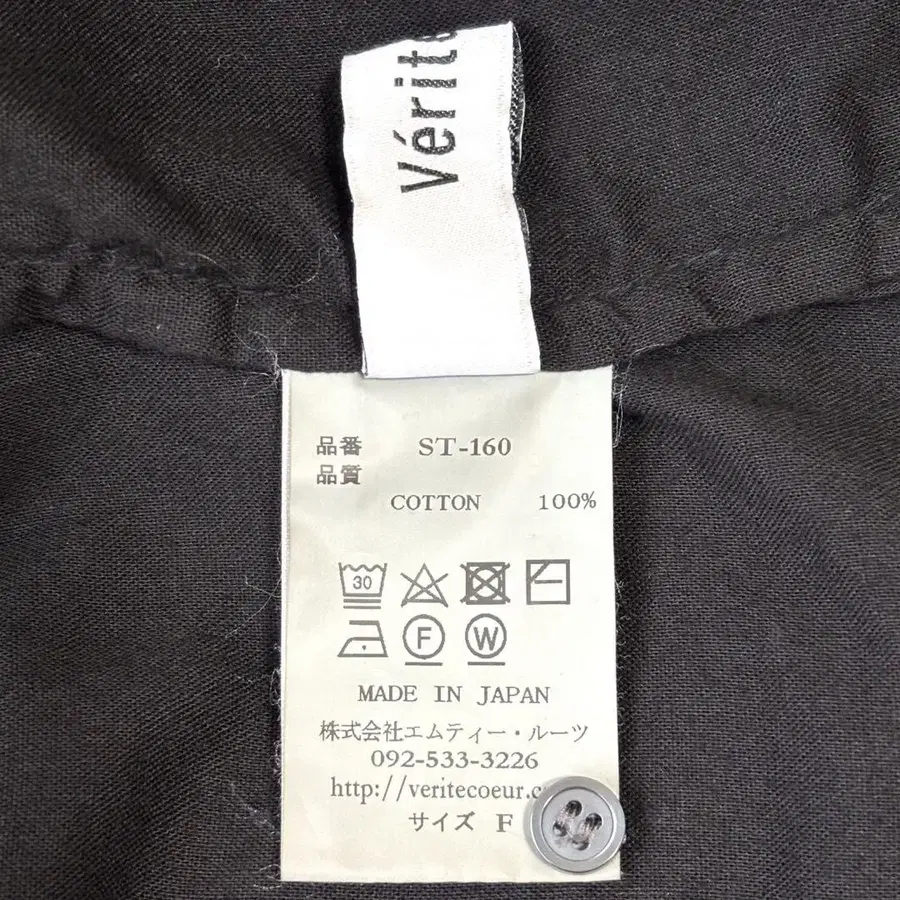 Vérite
品番 ST-160
品質
COTTON 100%
30
F W
MADE IN JAPAN
株式会社エムティー・ルーツ
092-533-3226
http://veritecoeur.c
サイズ F